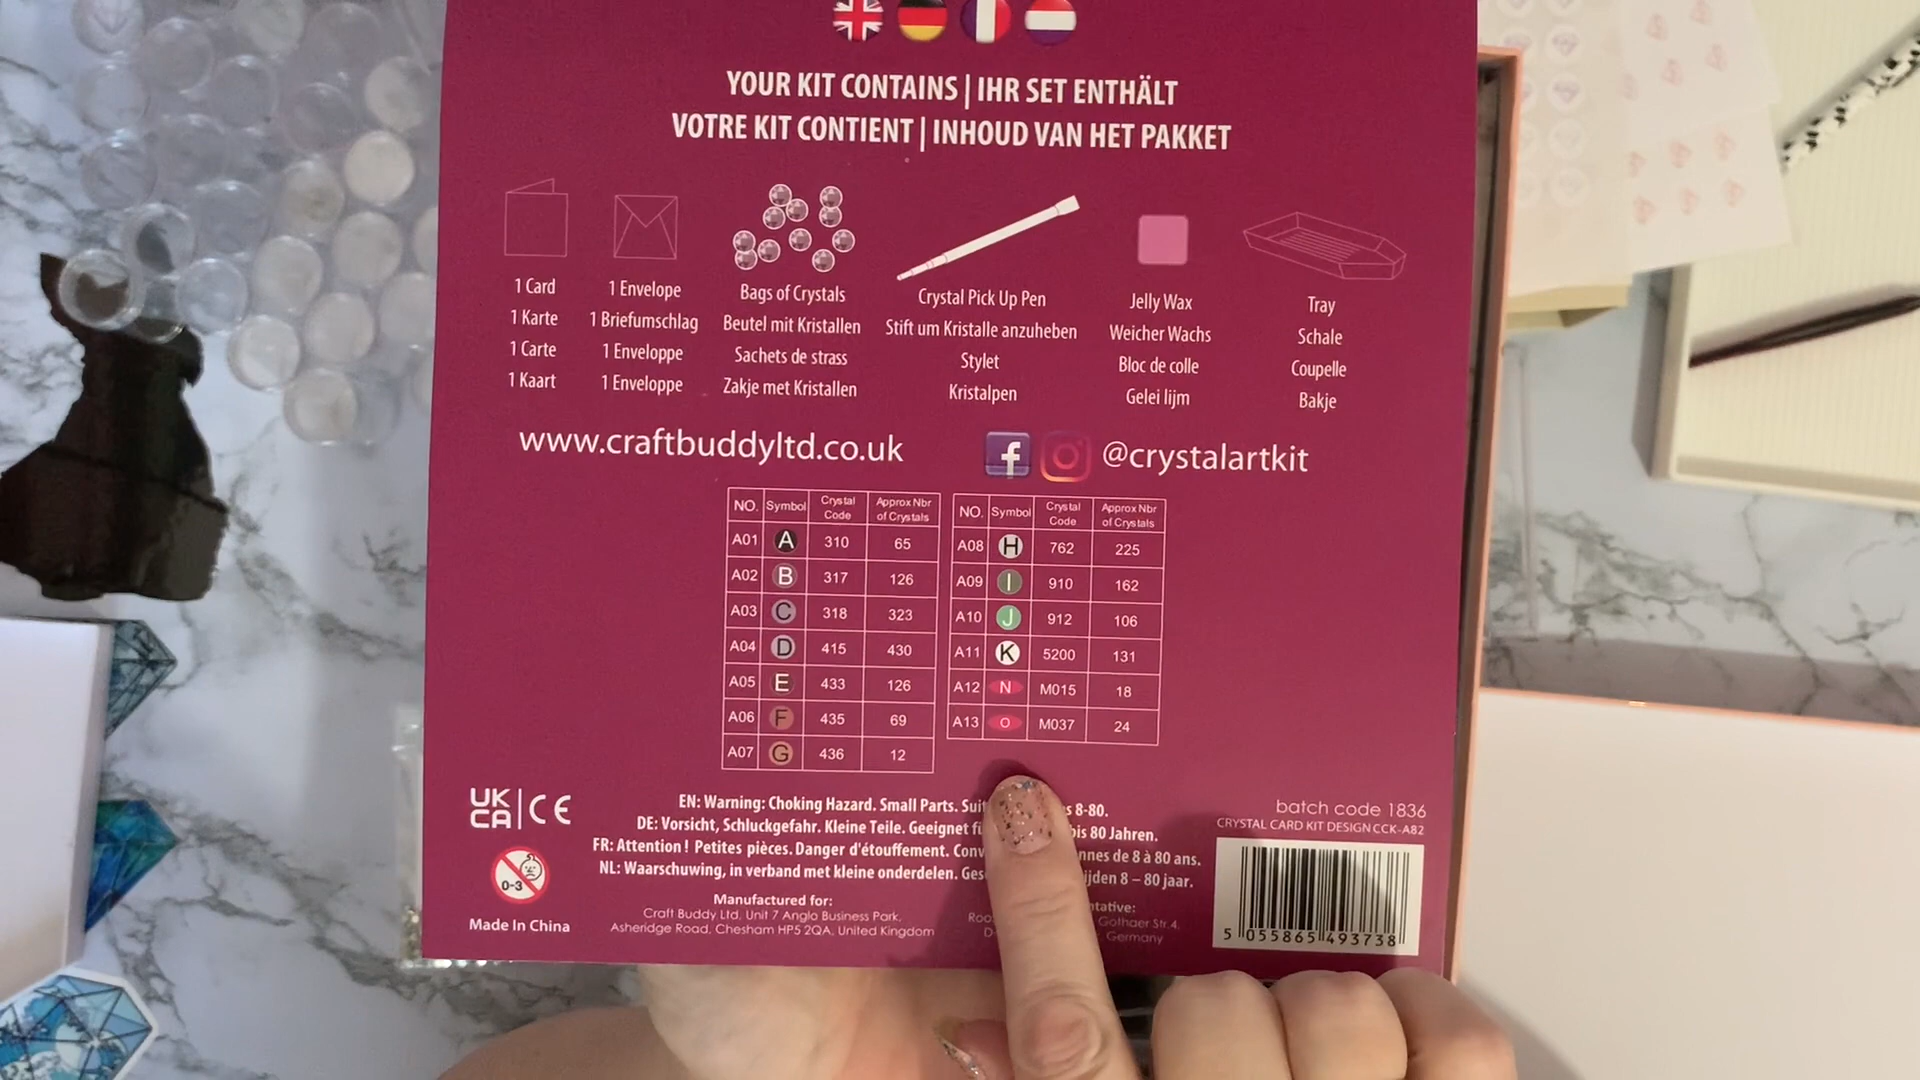 YOUR KIT CONTAINS | IHR SET ENTHÄLT
VOTRE KIT CONTIENT | INHOUD VAN HET PAKKET
1 Card
1 Karte
1 Carte
1 Kaart
1 Envelope
1 Briefumschlag
1 Enveloppe
1 Enveloppe
Bags of Crystals
Beutel mit Kristallen
Sachets de strass
Zakje met Kristallen
Crystal Pick Up Pen
Stift um Kristalle anzuheben
Stylet
Kristalpen
Jelly Wax
Weicher Wachs
Bloc de colle
Gelei lijm
Tray
Schale
Coupelle
Bakje
www.craftbuddyltd.co.uk
f @crystalartkit
NO. Symbol Crystal Code Approx Nbr of Crystals
A01 A 310 65
A02 B 317 126
A03 C 318 323
A04 D 415 430
A05 E 433 126
A06 F 435 69
A07 G 436 12
NO. Symbol Crystal Code Approx Nbr of Crystals
A08 H 762 225
A09 I 910 162
A10 J 912 106
A11 K 5200 131
A12 N M015 18
A13 O M037 24
UK CA CE
0-3
Made In China
EN: Warning: Choking Hazard. Small Parts. 8-80.
DE: Vorsicht, Schluckgefahr. Kleine Teile. Geeignet bis 80 Jahren.
FR: Attention! Petites pièces. Danger d'étouffement. de 8 à 80 ans.
NL: Waarschuwing, in verband met kleine onderdelen. 8 – 80 jaar.
Manufactured for:
Craft Buddy Ltd, Unit 7 Anglo Business Park,
Asheridge Road, Chesham HP5 2QA, United Kingdom
Gothaer Str.4,
Germany
batch code 1836
CRYSTAL CARD KIT DESIGN CCK-A82
5 055865 493738